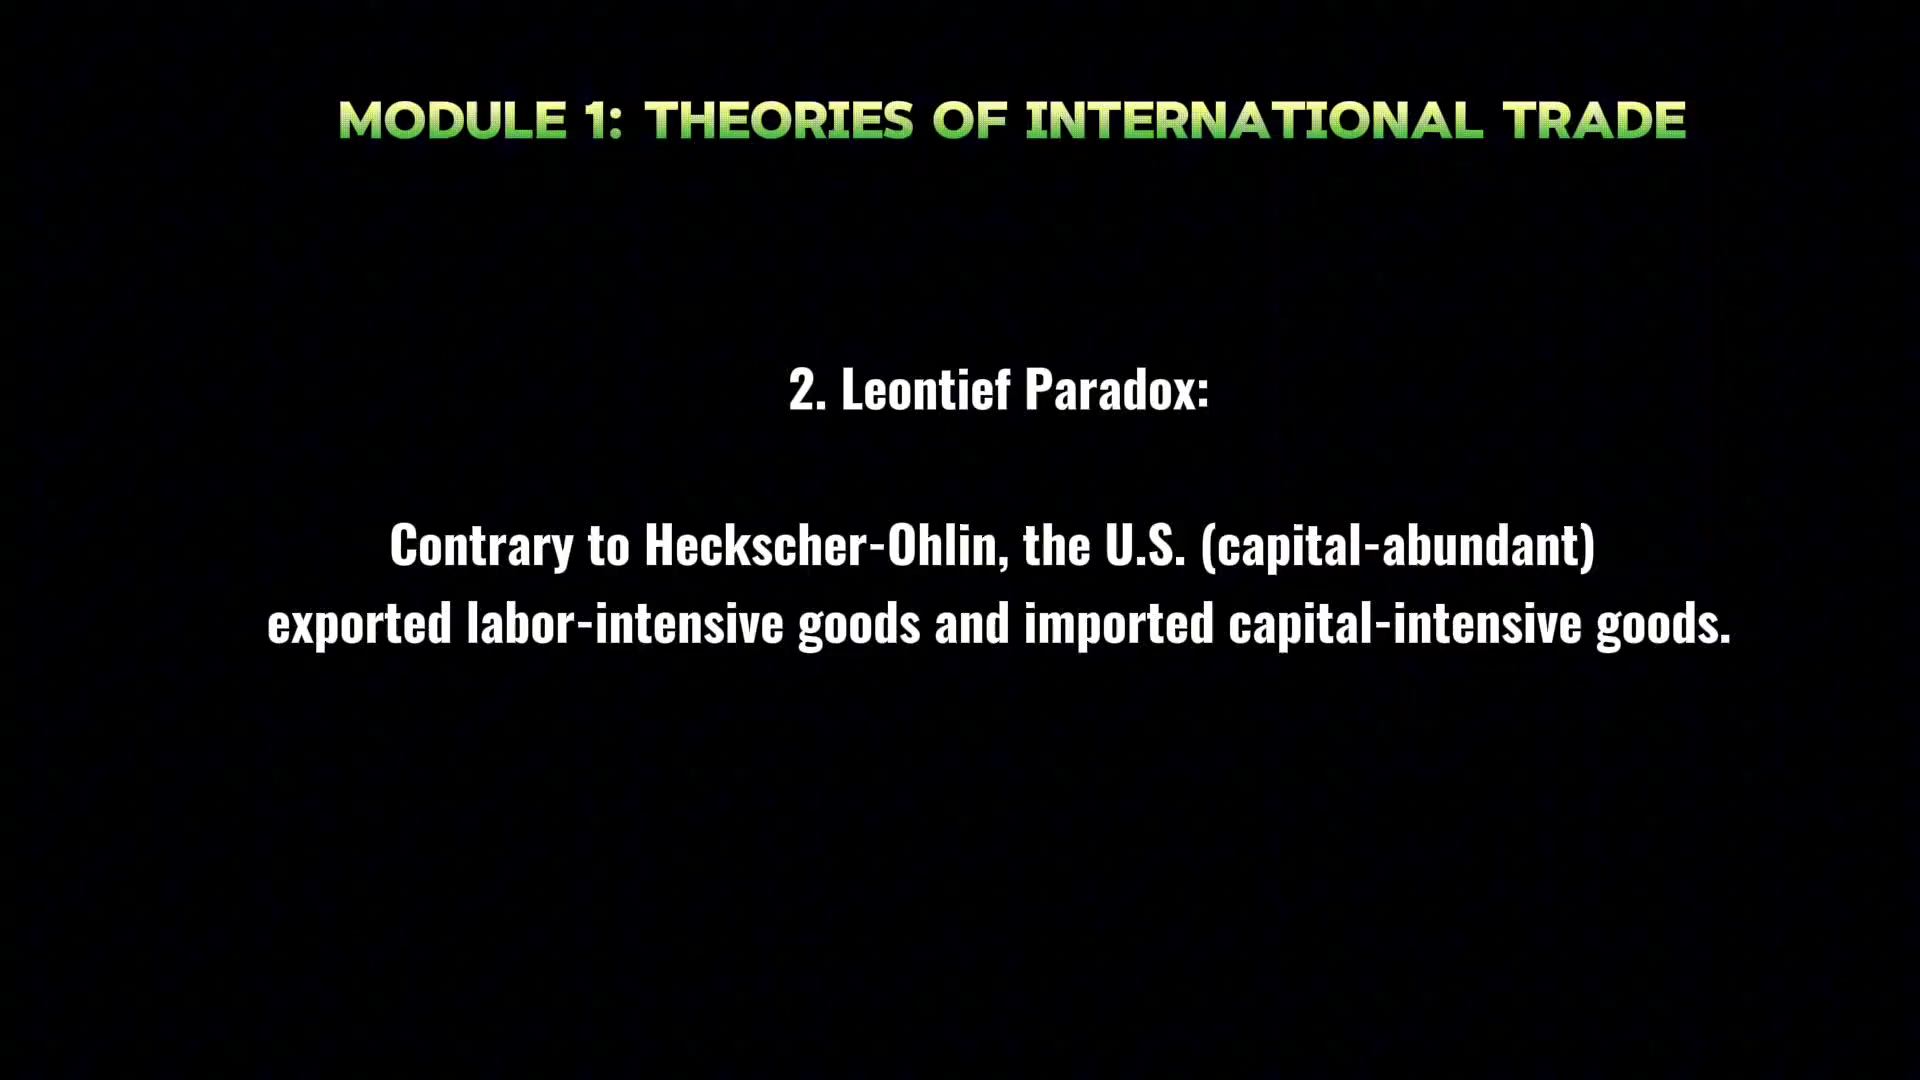 MODULE 1: THEORIES OF INTERNATIONAL TRADE
2. Leontief Paradox:
Contrary to Heckscher-Ohlin, the U.S. (capital-abundant)
exported labor-intensive goods and imported capital-intensive goods.